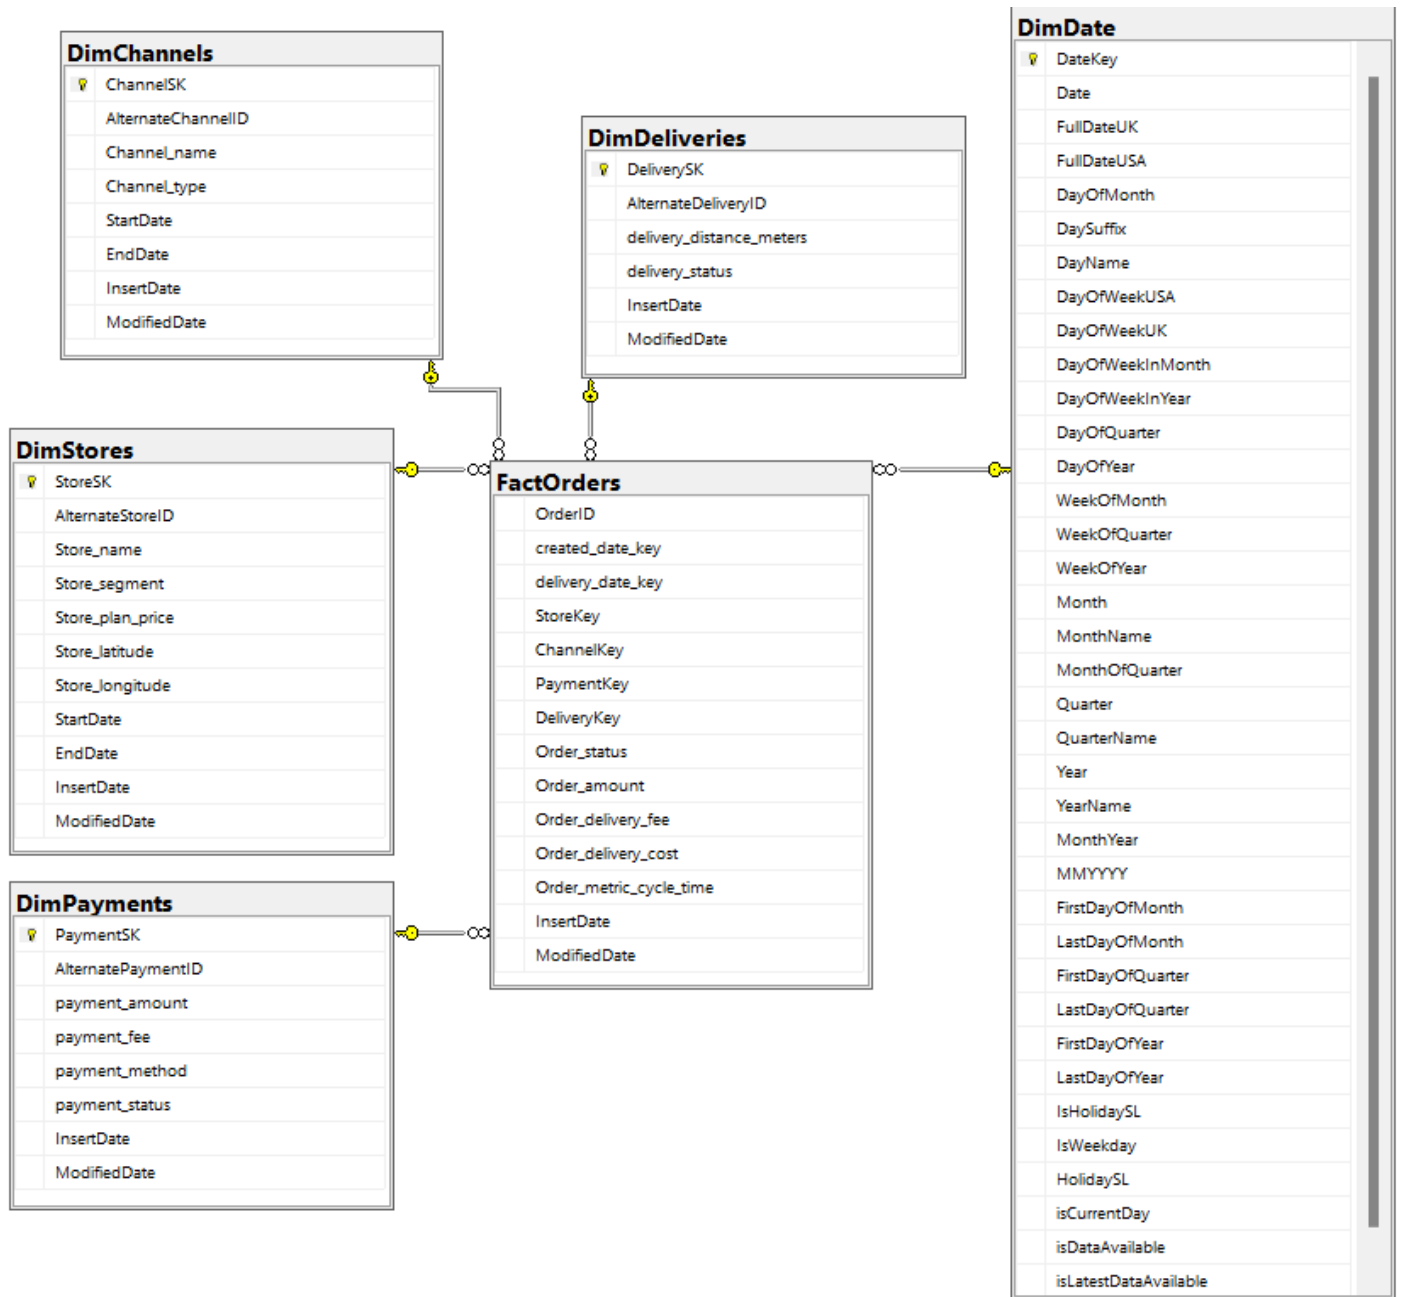 DimChannels
ChannelSK
AlternateChannelID
Channel_name
Channel_type
StartDate
EndDate
InsertDate
ModifiedDate
DimDeliveries
DeliverySK
AlternateDeliveryID
delivery_distance_meters
delivery_status
InsertDate
ModifiedDate
DimStores
StoreSK
AlternateStoreID
Store_name
Store_segment
Store_plan_price
Store_latitude
Store_longitude
StartDate
EndDate
InsertDate
ModifiedDate
FactOrders
OrderID
created_date_key
delivery_date_key
StoreKey
ChannelKey
PaymentKey
DeliveryKey
Order_status
Order_amount
Order_delivery_fee
Order_delivery_cost
Order_metric_cycle_time
InsertDate
ModifiedDate
DimPayments
PaymentSK
AlternatePaymentID
payment_amount
payment_fee
payment_method
payment_status
InsertDate
ModifiedDate
DimDate
DateKey
Date
FullDateUK
FullDateUSA
DayOfMonth
DaySuffix
DayName
DayOfWeekUSA
DayOfWeekUK
DayOfWeekInMonth
DayOfWeekInYear
DayOfQuarter
DayOfYear
WeekOfMonth
WeekOfQuarter
WeekOfYear
Month
MonthName
MonthOfQuarter
Quarter
QuarterName
Year
YearName
MonthYear
MMYYYY
FirstDayOfMonth
LastDayOfMonth
FirstDayOfQuarter
LastDayOfQuarter
FirstDayOfYear
LastDayOfYear
IsHolidaySL
IsWeekday
HolidaySL
isCurrentDay
isDataAvailable
isLatestDataAvailable